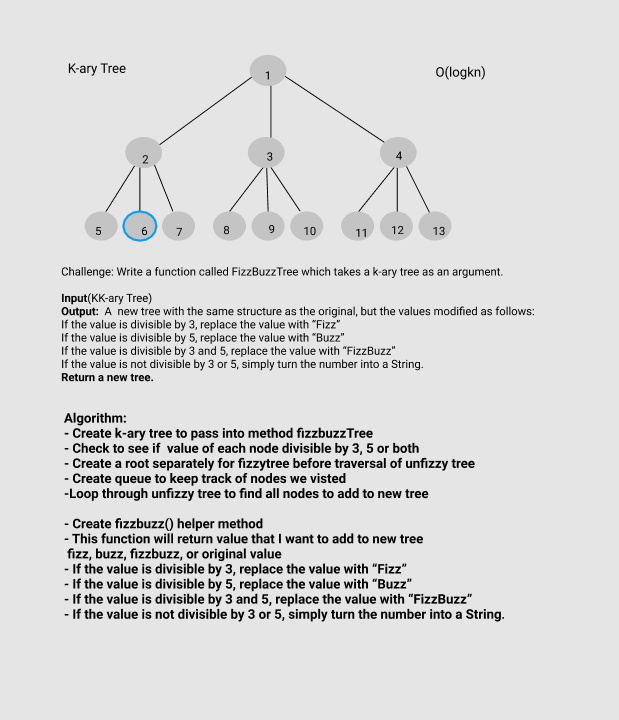 K-ary Tree
O(logkn)
1
2
3
4
5
6
7
8
9
10
11
12
13
Challenge: Write a function called FizzBuzzTree which takes a k-ary tree as an argument.
Input(KK-ary Tree)
Output: A new tree with the same structure as the original, but the values modified as follows:
If the value is divisible by 3, replace the value with “Fizz”
If the value is divisible by 5, replace the value with “Buzz”
If the value is divisible by 3 and 5, replace the value with “FizzBuzz”
If the value is not divisible by 3 or 5, simply turn the number into a String.
Return a new tree.
Algorithm:
- Create k-ary tree to pass into method fizzbuzzTree
- Check to see if value of each node divisible by 3, 5 or both
- Create a root separately for fizzytree before traversal of unfizzy tree
- Create queue to keep track of nodes we visted
-Loop through unfizzy tree to find all nodes to add to new tree
- Create fizzbuzz() helper method
- This function will return value that I want to add to new tree
fizz, buzz, fizzbuzz, or original value
- If the value is divisible by 3, replace the value with “Fizz”
- If the value is divisible by 5, replace the value with “Buzz”
- If the value is divisible by 3 and 5, replace the value with “FizzBuzz”
- If the value is not divisible by 3 or 5, simply turn the number into a String.